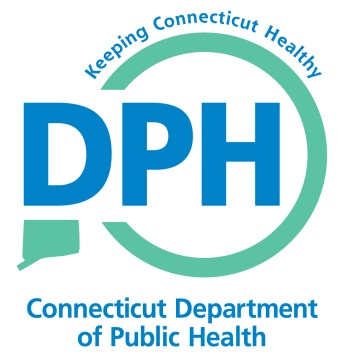 Keeping Connecticut Healthy
DPH
Connecticut Department
of Public Health